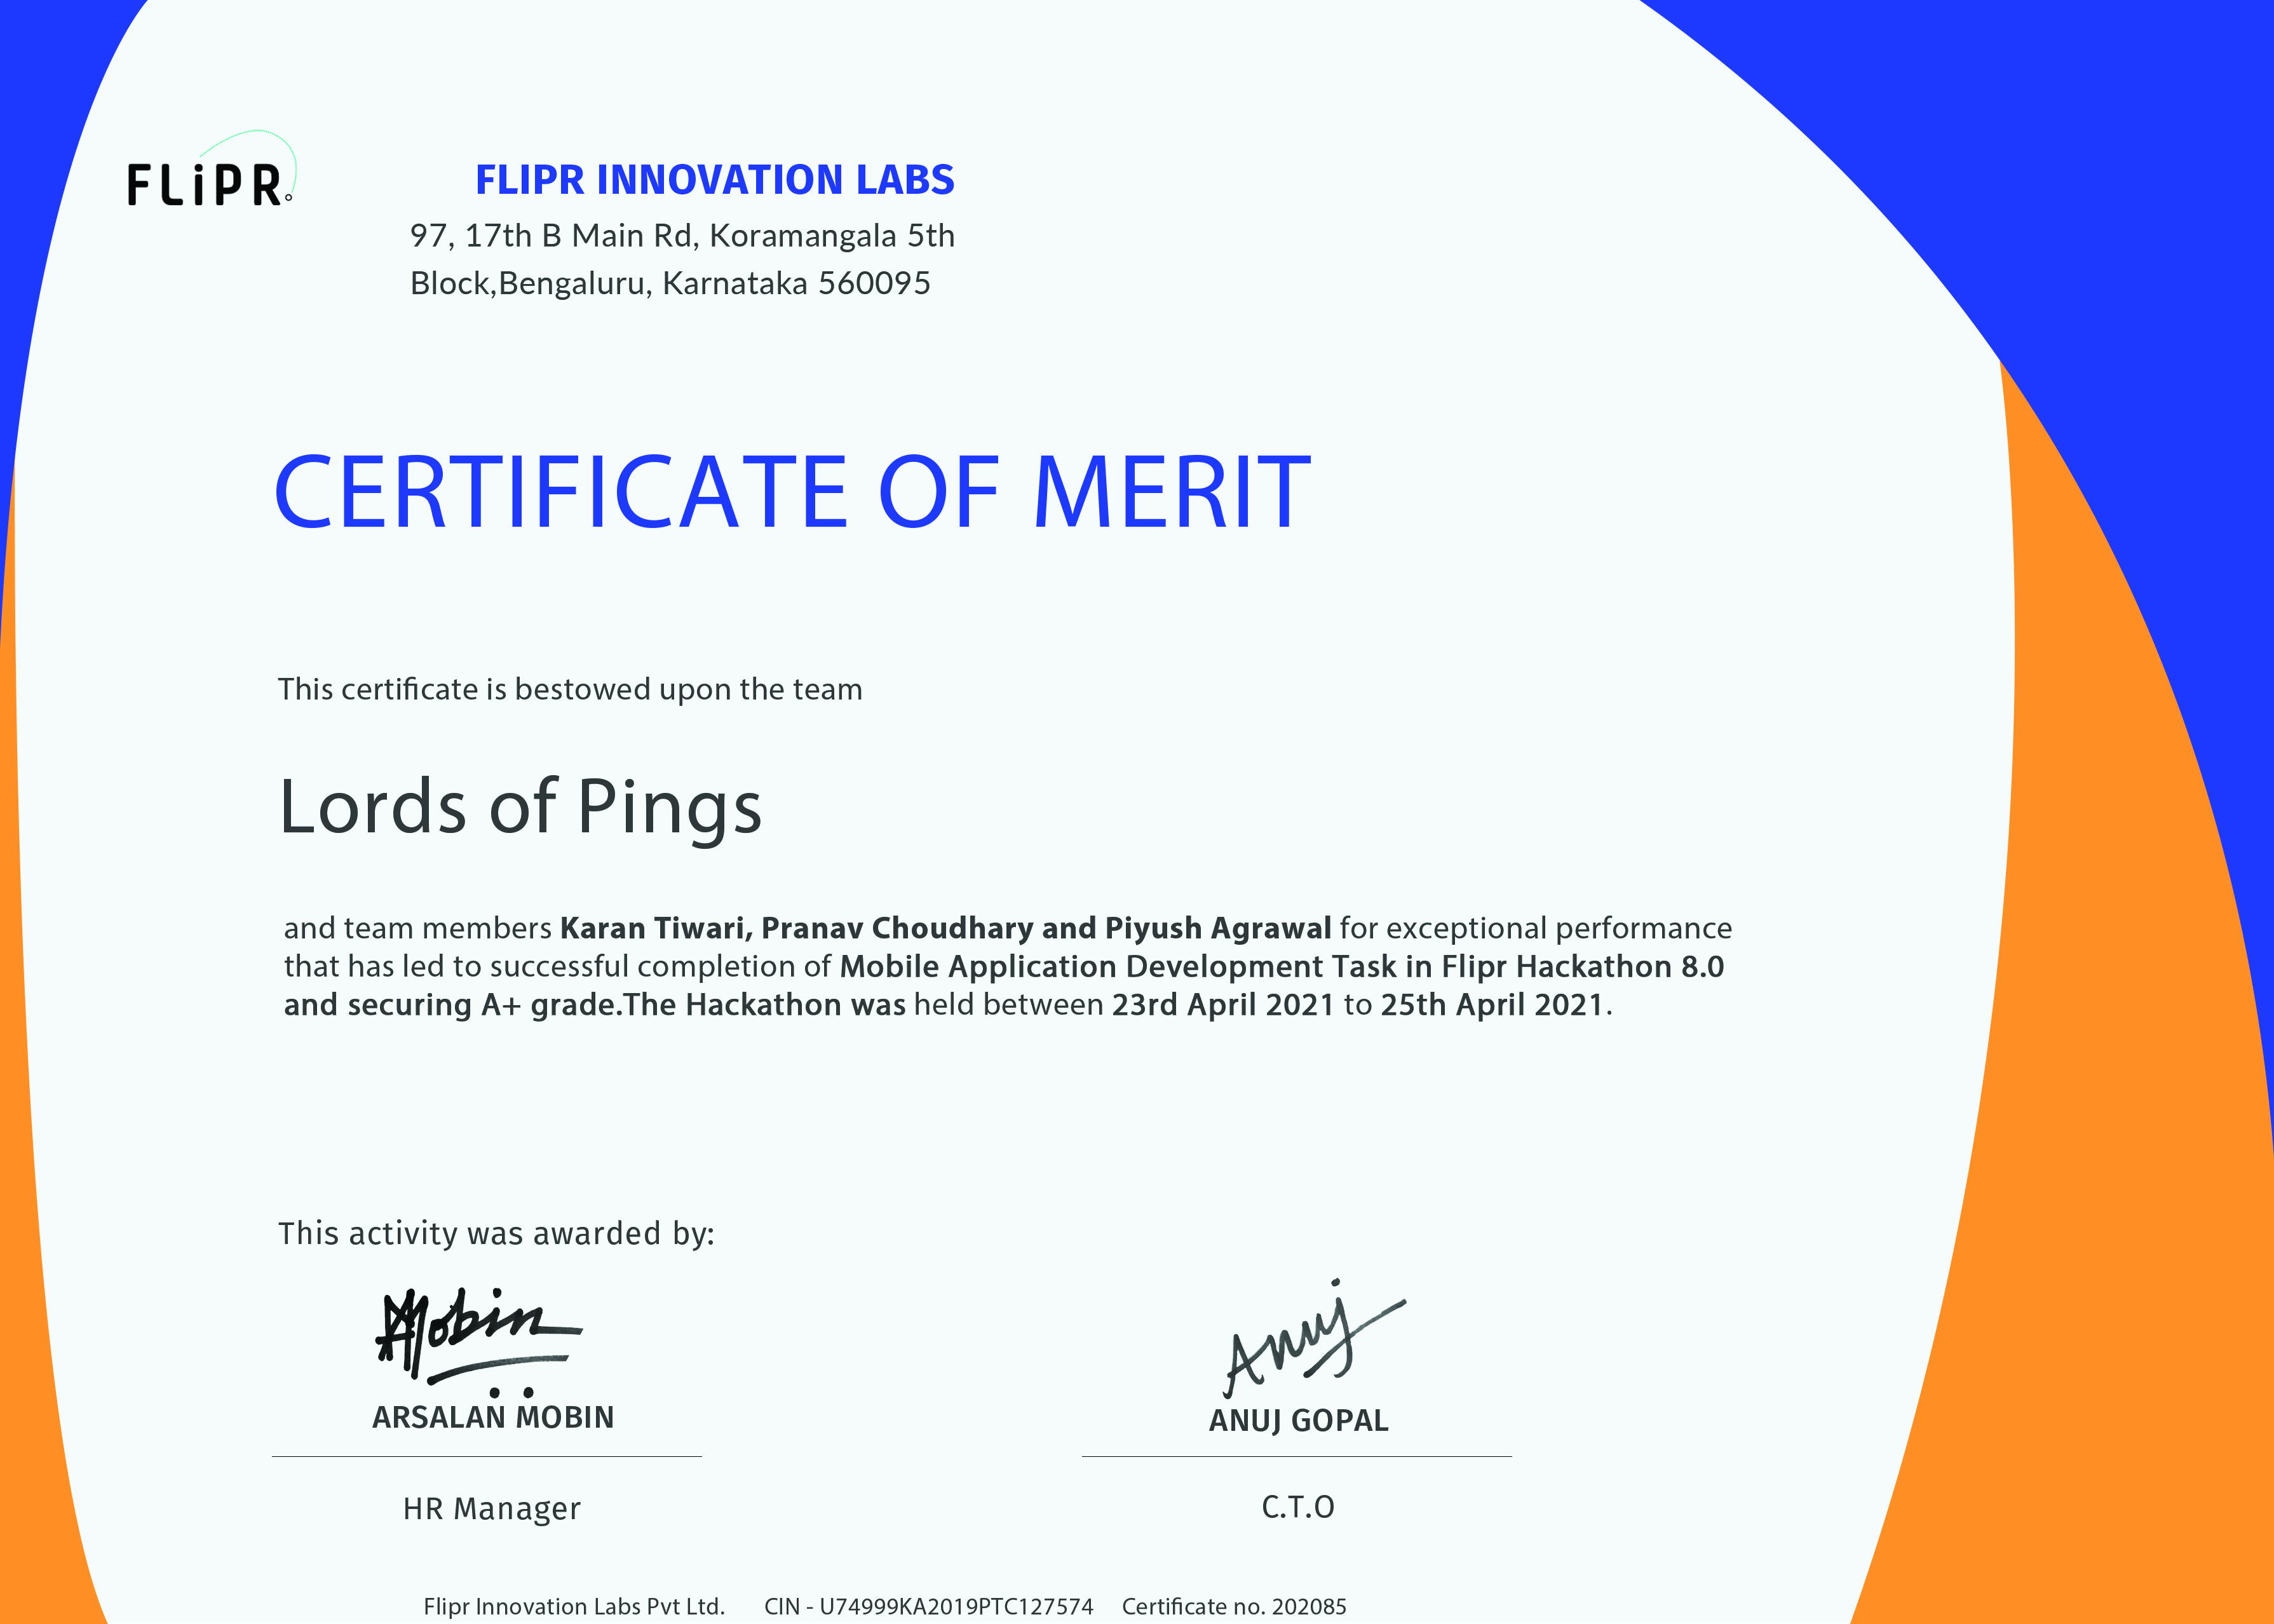 FLiPR
FLIPR INNOVATION LABS
97, 17th B Main Rd, Koramangala 5th
Block,Bengaluru, Karnataka 560095
CERTIFICATE OF MERIT
This certificate is bestowed upon the team
Lords of Pings
and team members Karan Tiwari, Pranav Choudhary and Piyush Agrawal for exceptional performance
that has led to successful completion of Mobile Application Development Task in Flipr Hackathon 8.0
and securing A+ grade.The Hackathon was held between 23rd April 2021 to 25th April 2021.
This activity was awarded by:
AMobin
Anuj
ARSALAN MOBIN
ANUJ GOPAL
HR Manager
C.T.O
Flipr Innovation Labs Pvt Ltd. CIN - U74999KA2019PTC127574 Certificate no. 202085